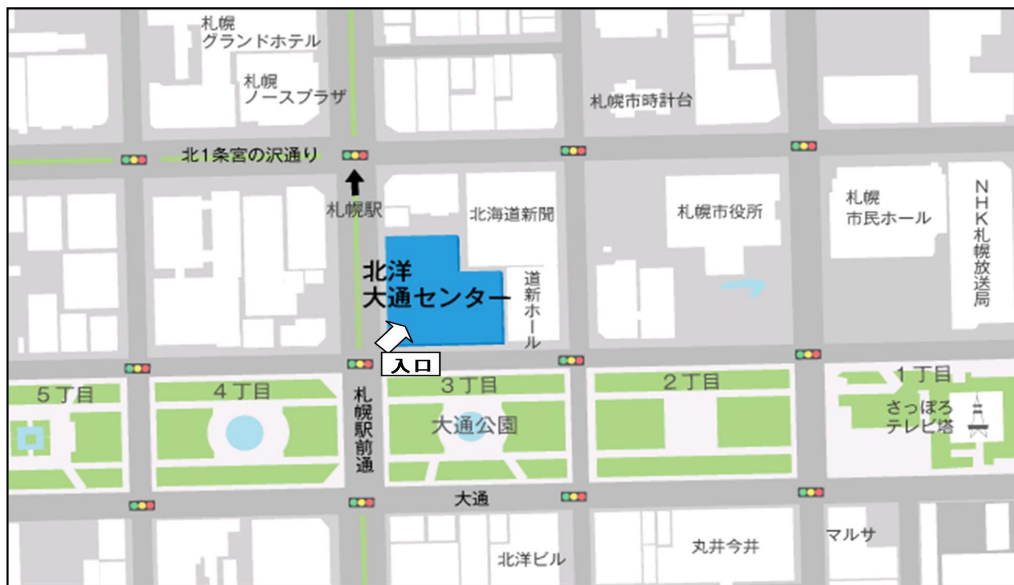 札幌
グランドホテル
札幌
ノースプラザ
札幌市時計台
北1条宮の沢通り
札幌駅
北海道新聞
札幌市役所
札幌
市民ホール
NHK札幌放送局
北洋
大通センター
道新ホール
入口
5丁目
4丁目
3丁目
2丁目
1丁目
札幌駅前通
大通公園
さっぽろ
テレビ塔
大通
北洋ビル
丸井今井
マルサ